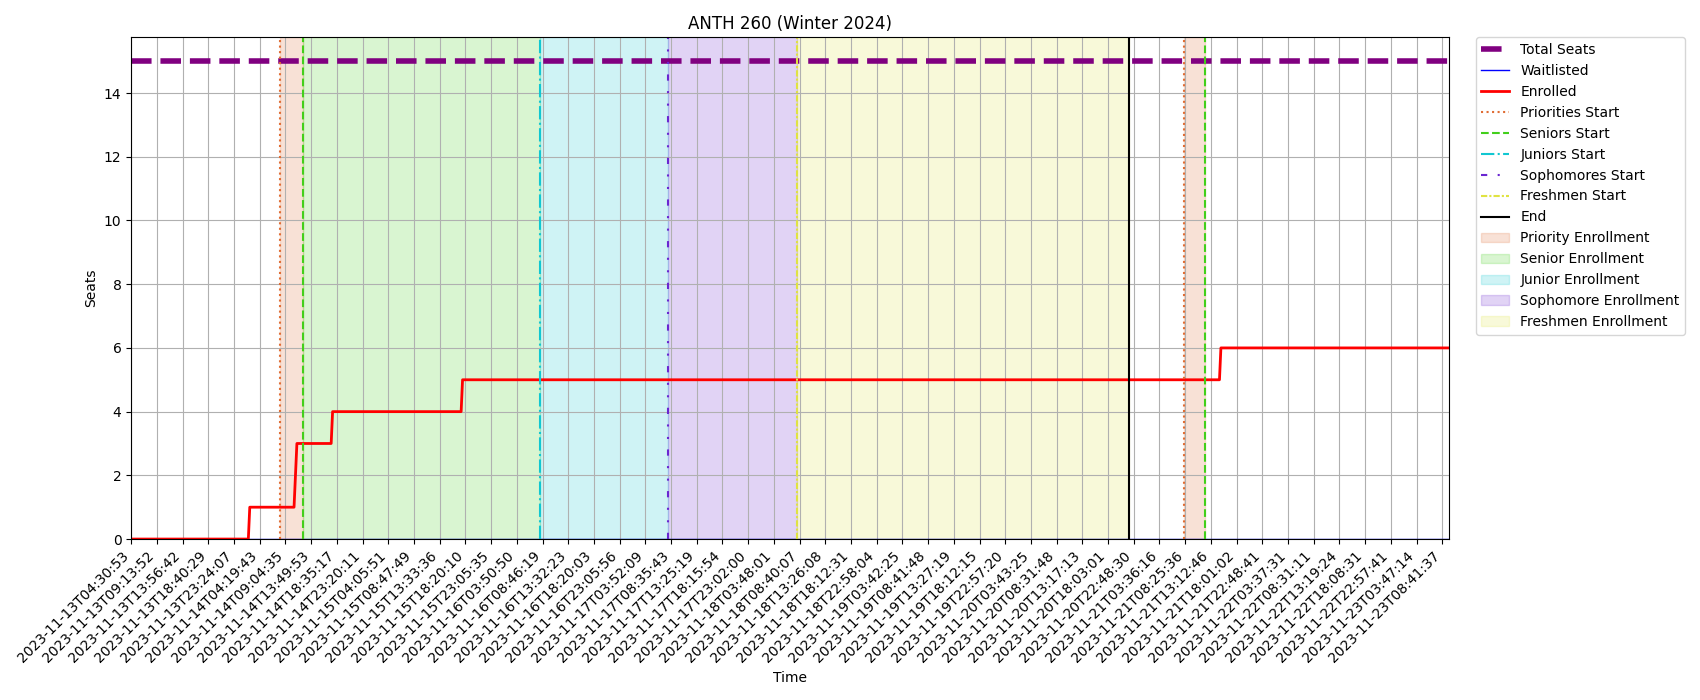 ANTH 260 (Winter 2024)
Total Seats
Waitlisted
Enrolled
Priorities Start
Seniors Start
Juniors Start
Sophomores Start
Freshmen Start
End
Priority Enrollment
Senior Enrollment
Junior Enrollment
Sophomore Enrollment
Freshmen Enrollment
Seats
14
12
10
8
6
4
2
0
2023-11-13T04:30:53
2023-11-13T09:13:52
2023-11-13T13:56:42
2023-11-13T18:40:29
2023-11-13T23:24:07
2023-11-14T04:19:43
2023-11-14T09:04:35
2023-11-14T13:49:53
2023-11-14T18:35:17
2023-11-14T23:20:11
2023-11-15T04:05:51
2023-11-15T08:47:49
2023-11-15T13:33:36
2023-11-15T18:20:10
2023-11-15T23:05:35
2023-11-16T03:50:50
2023-11-16T08:46:19
2023-11-16T13:32:23
2023-11-16T18:20:03
2023-11-16T23:05:56
2023-11-17T03:52:09
2023-11-17T08:35:43
2023-11-17T13:25:19
2023-11-17T18:15:54
2023-11-17T23:02:00
2023-11-18T03:48:01
2023-11-18T08:40:07
2023-11-18T13:26:08
2023-11-18T18:12:31
2023-11-18T22:58:04
2023-11-19T03:42:25
2023-11-19T08:41:48
2023-11-19T13:27:19
2023-11-19T18:12:15
2023-11-19T22:57:20
2023-11-20T03:43:25
2023-11-20T08:31:48
2023-11-20T13:17:13
2023-11-20T18:03:01
2023-11-20T22:48:30
2023-11-21T03:36:16
2023-11-21T08:25:36
2023-11-21T13:12:46
2023-11-21T18:01:02
2023-11-21T22:48:41
2023-11-22T03:37:31
2023-11-22T08:31:11
2023-11-22T13:19:24
2023-11-22T18:08:31
2023-11-22T22:57:41
2023-11-23T03:47:14
2023-11-23T08:41:37
Time